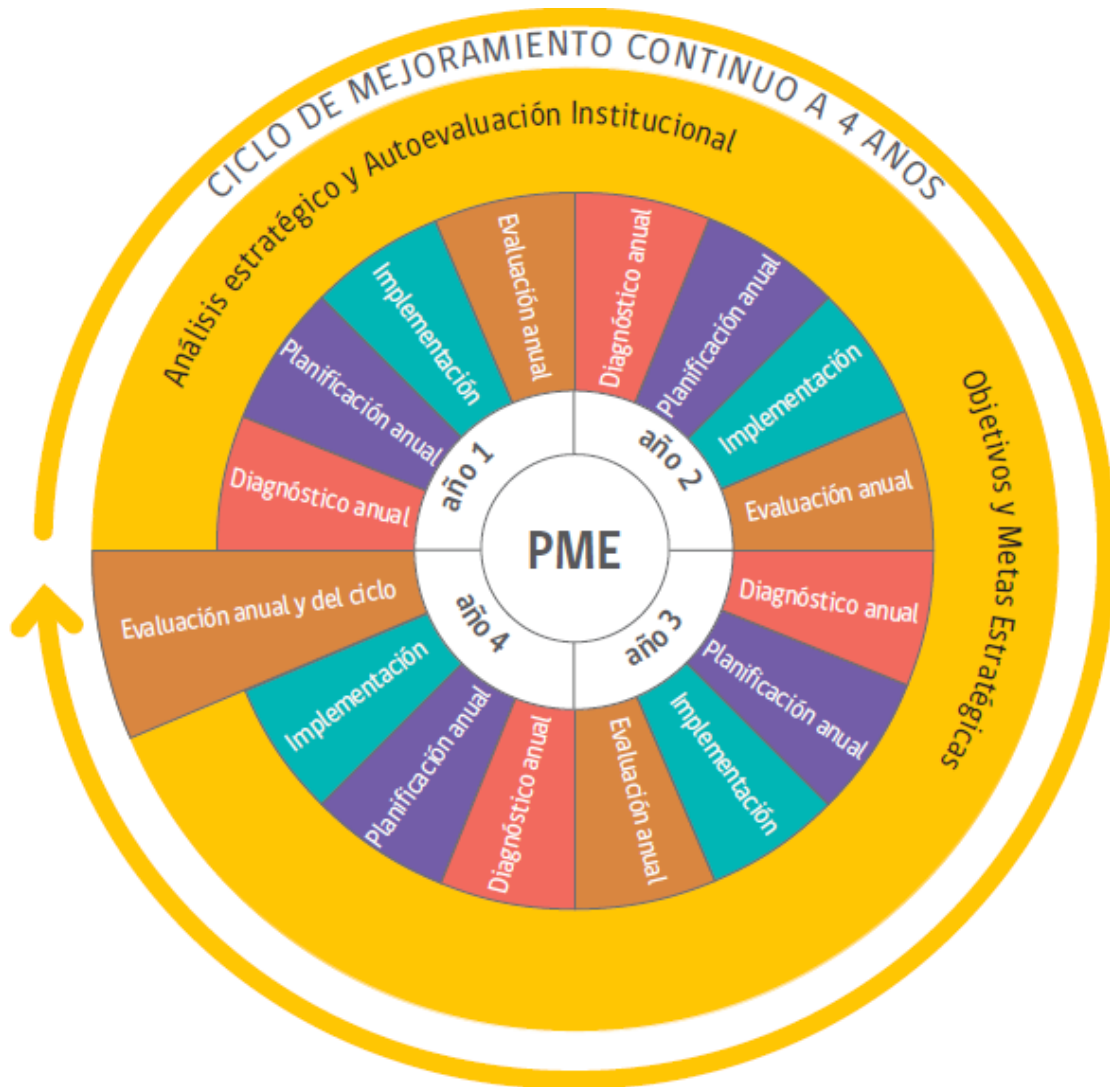 CICLO DE MEJORAMIENTO CONTINUO A 4 ANOS
Análisis estratégico y Autoevaluación Institucional
Objetivos y Metas Estratégicas
PME
año 1
Diagnóstico anual
Planificación anual
Implementación
Evaluación anual
año 2
Diagnóstico anual
Planificación anual
Implementación
Evaluación anual
año 3
Diagnóstico anual
Planificación anual
Implementación
Evaluación anual
año 4
Diagnóstico anual
Planificación anual
Implementación
Evaluación anual y del ciclo